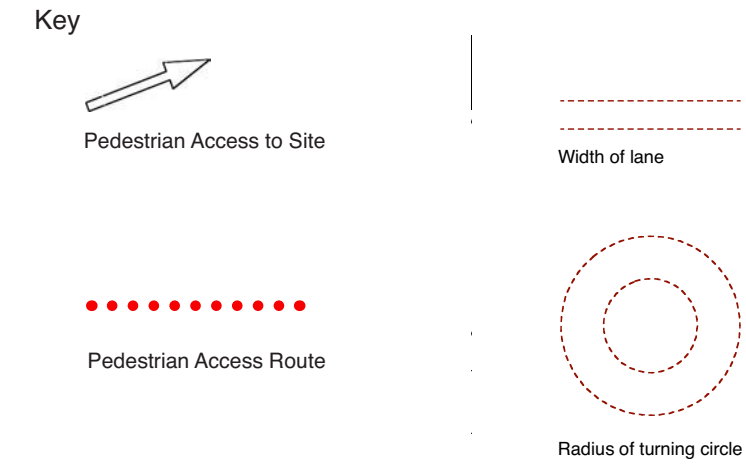 Key
Pedestrian Access to Site
Width of lane
Pedestrian Access Route
Radius of turning circle